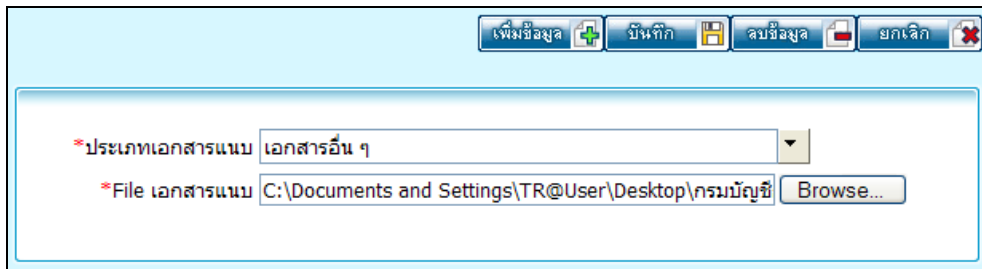 เพิ่มข้อมูล บันทึก ลบข้อมูล ยกเลิก
*ประเภทเอกสารแนบ เอกสารอื่น ๆ
*File เอกสารแนบ C:\Documents and Settings\TR@User\Desktop\กรมบัญชี Browse...